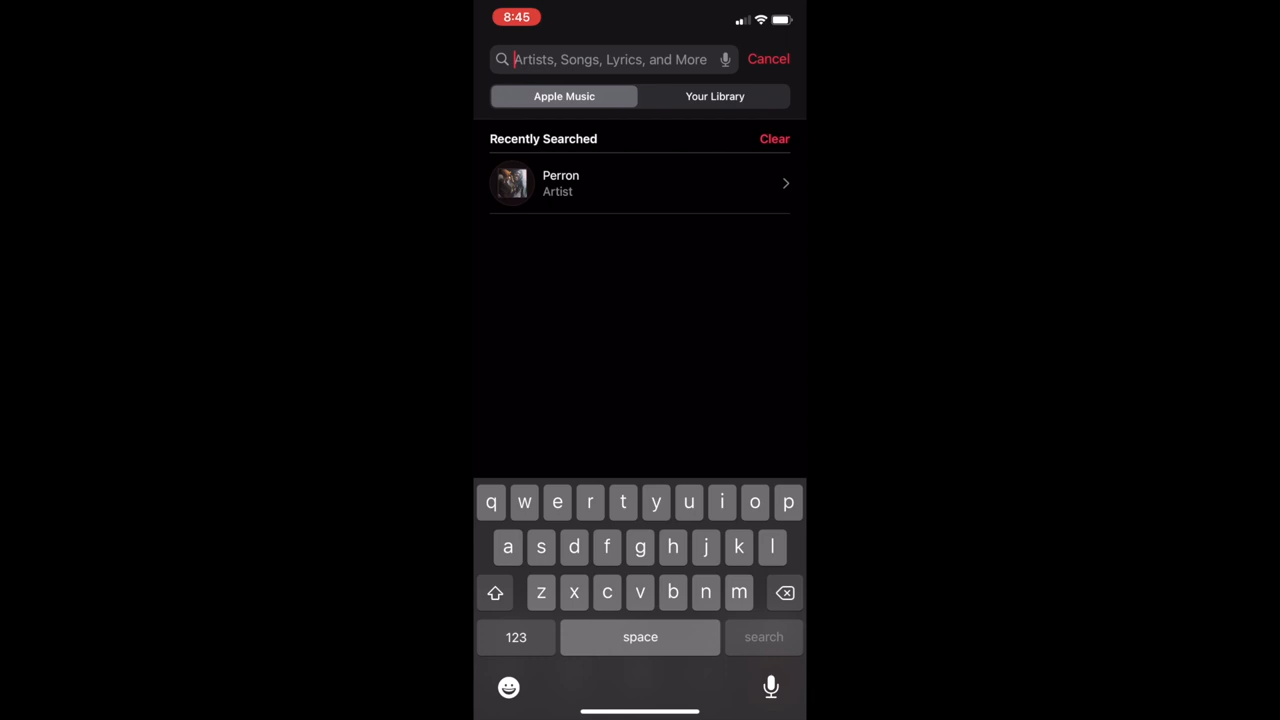 8:45
Artists, Songs, Lyrics, and More
Cancel
Apple Music
Your Library
Recently Searched
Clear
Perron
Artist
q w e r t y u i o p
a s d f g h j k l
z x c v b n m
123
space
search